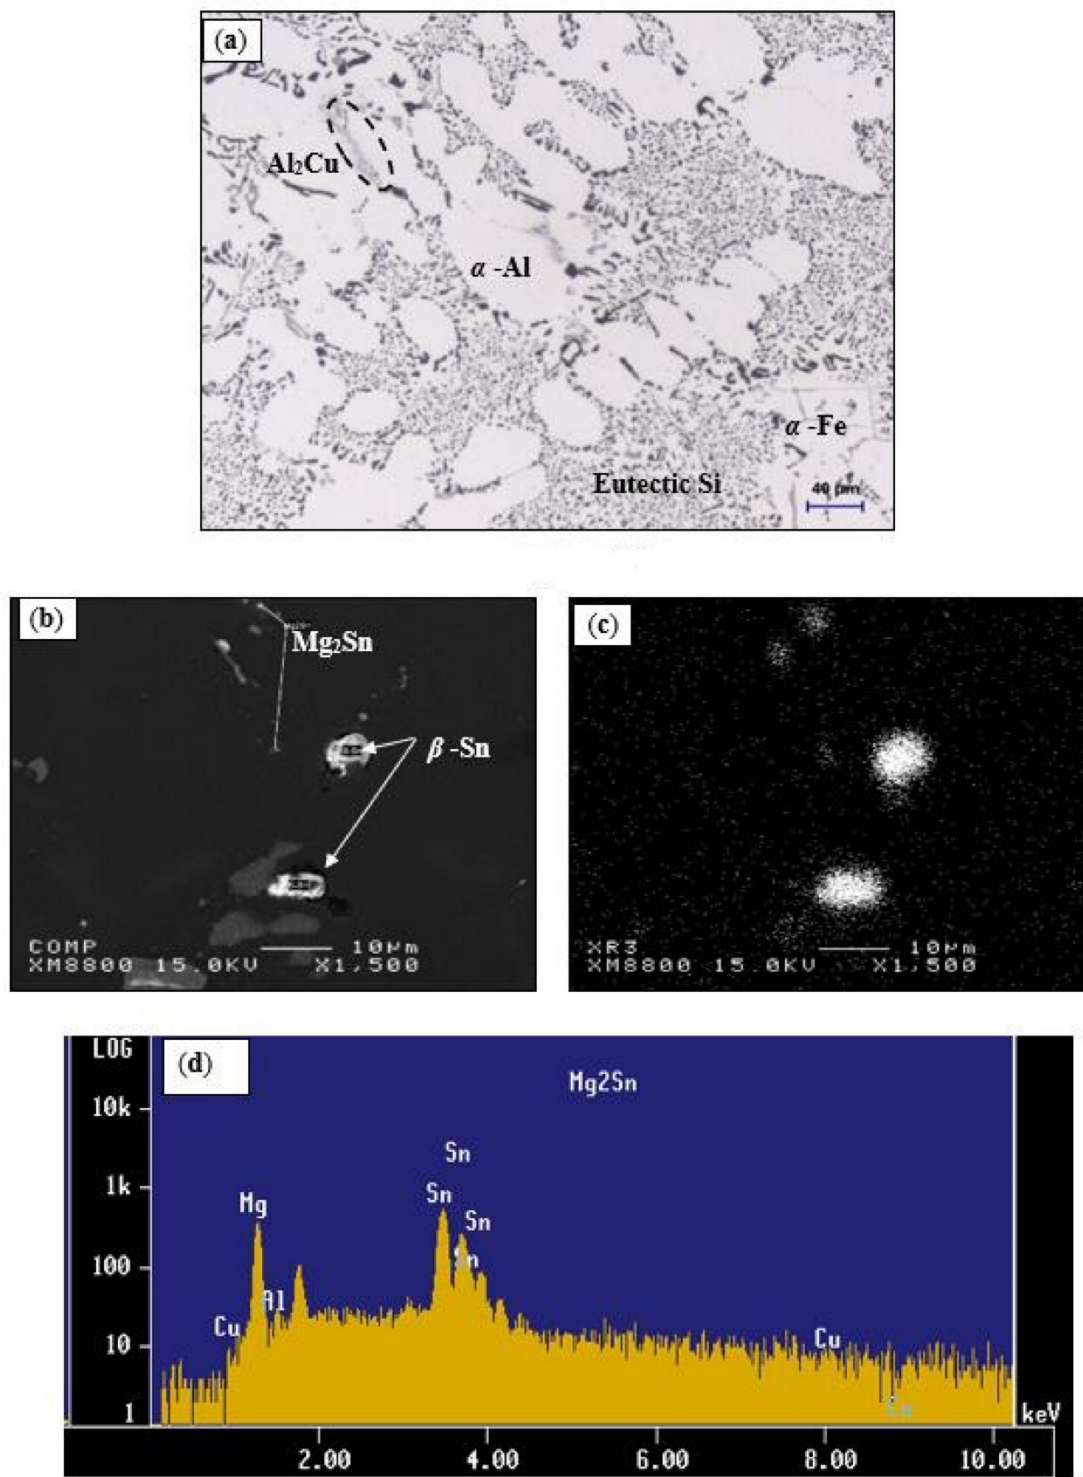 (a)
Al₂Cu
α -Al
α -Fe
Eutectic Si
40 µm
(b)
Mg₂Sn
β -Sn
COMP 10µm
XM8800 15.0KV X1,500
(c)
XR3 10µm
XM8800 15.0KV X1,500
LOG
(d)
Mg2Sn
10k
Sn
1k
Mg
Sn
Sn
100
Sn
Al
Cu
Cu
10
1
keV
2.00 4.00 6.00 8.00 10.00